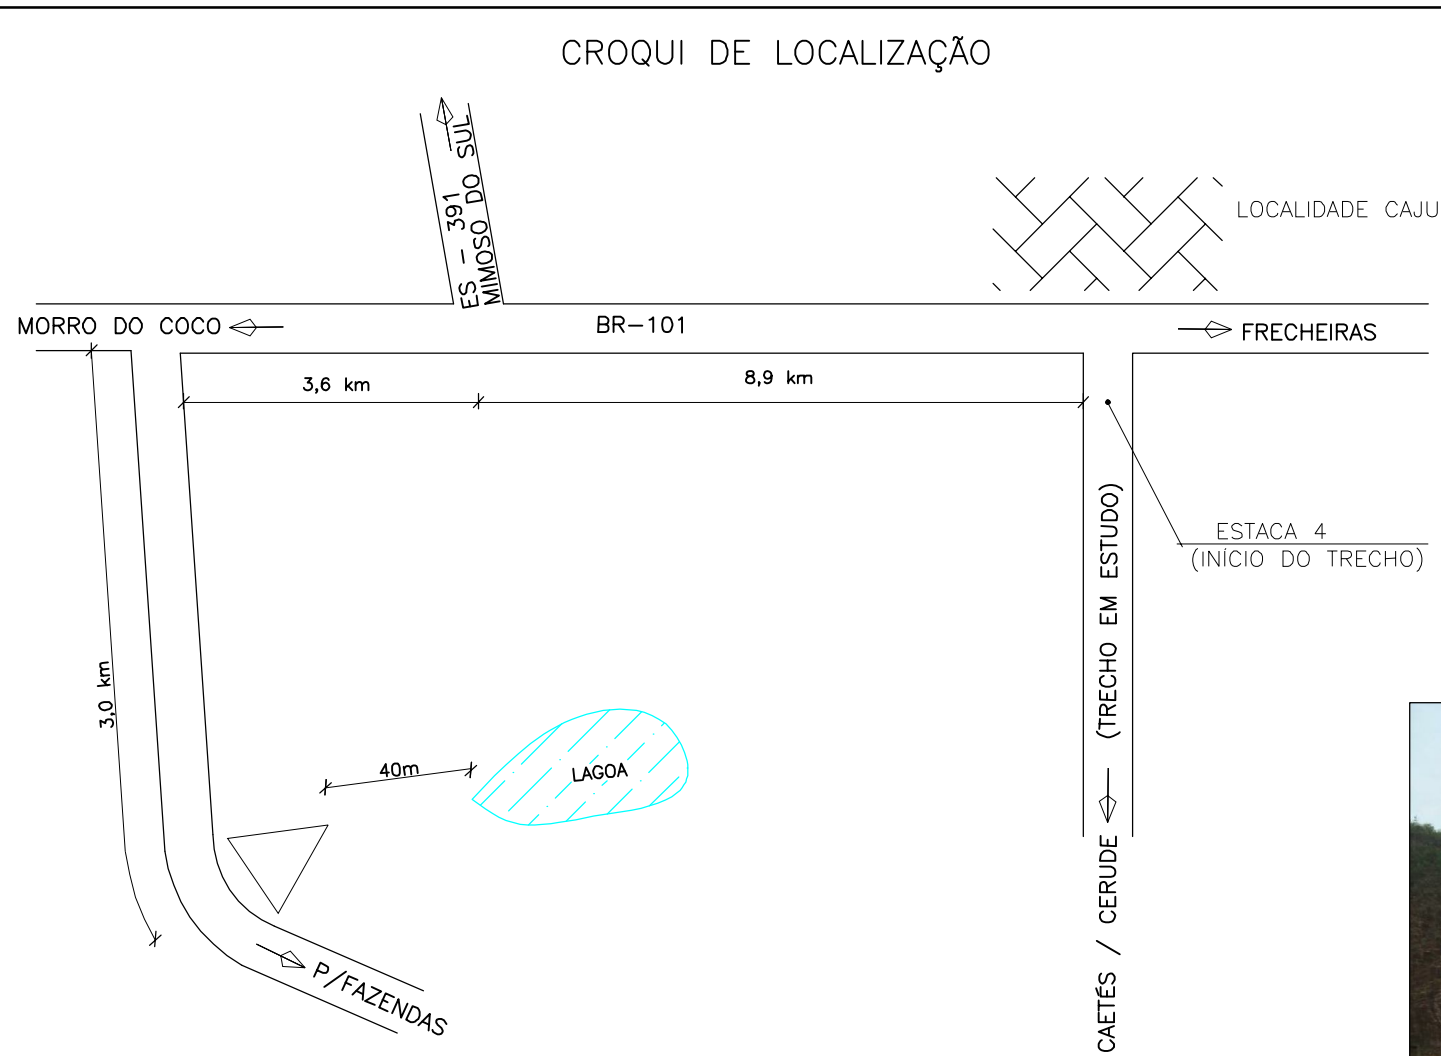 CROQUI DE LOCALIZAÇÃO
ES - 391
MIMOSO DO SUL
LOCALIDADE CAJU
MORRO DO COCO
BR-101
FRECHEIRAS
3,6 km
8,9 km
ESTACA 4
(INÍCIO DO TRECHO)
(TRECHO EM ESTUDO)
3,0 km
40m
LAGOA
CAETÉS / CERUDE
P/FAZENDAS